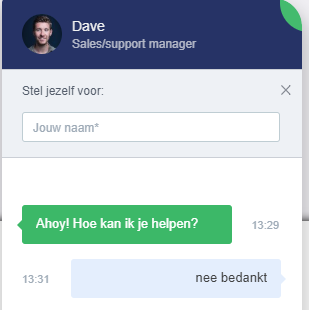 Dave
Sales/support manager
Stel jezelf voor:
Jouw naam*
Ahoy! Hoe kan ik je helpen?
13:29
13:31
nee bedankt